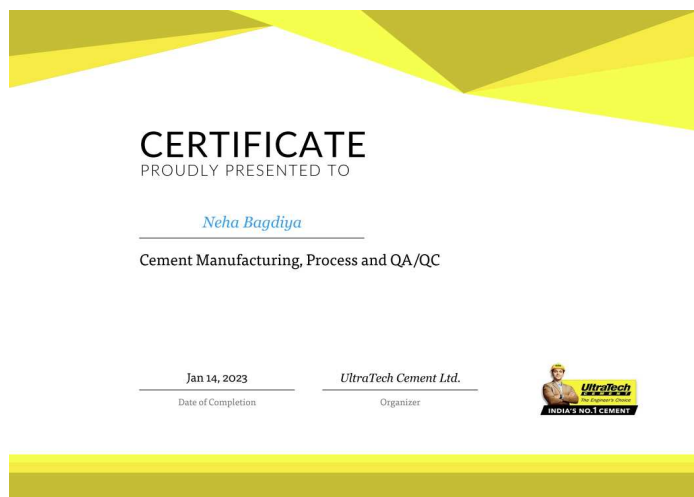 CERTIFICATE
PROUDLY PRESENTED TO
Neha Bagdiya
Cement Manufacturing, Process and QA/QC
Jan 14, 2023
UltraTech Cement Ltd.
Date of Completion
Organizer
UltraTech
CEMENT
The Engineer's Choice
INDIA'S NO.1 CEMENT